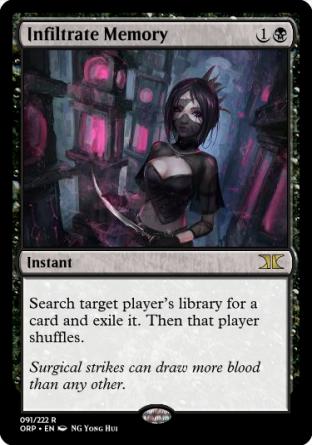 Infiltrate Memory 1
Instant
Search target player's library for a
card and exile it. Then that player
shuffles.
Surgical strikes can draw more blood
than any other.
091/222 R
ORP • EN NG Yong Hui